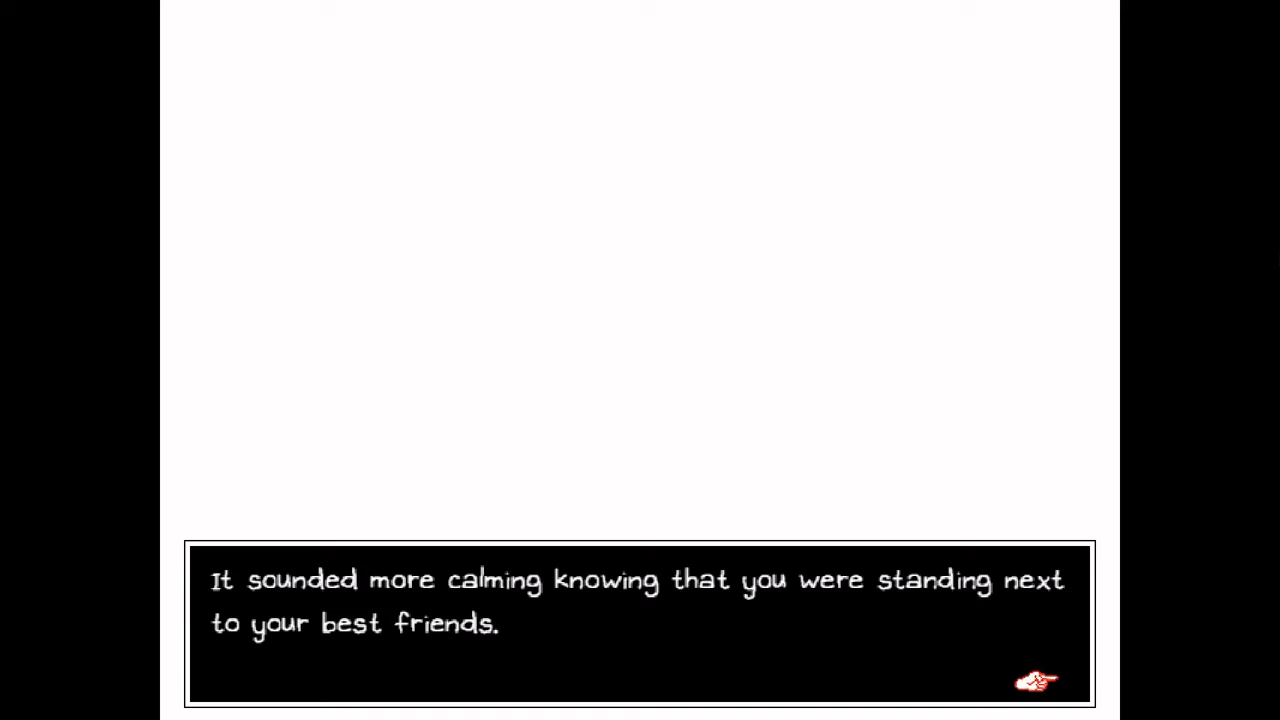 It sounded more calming knowing that you were standing next
to your best friends.